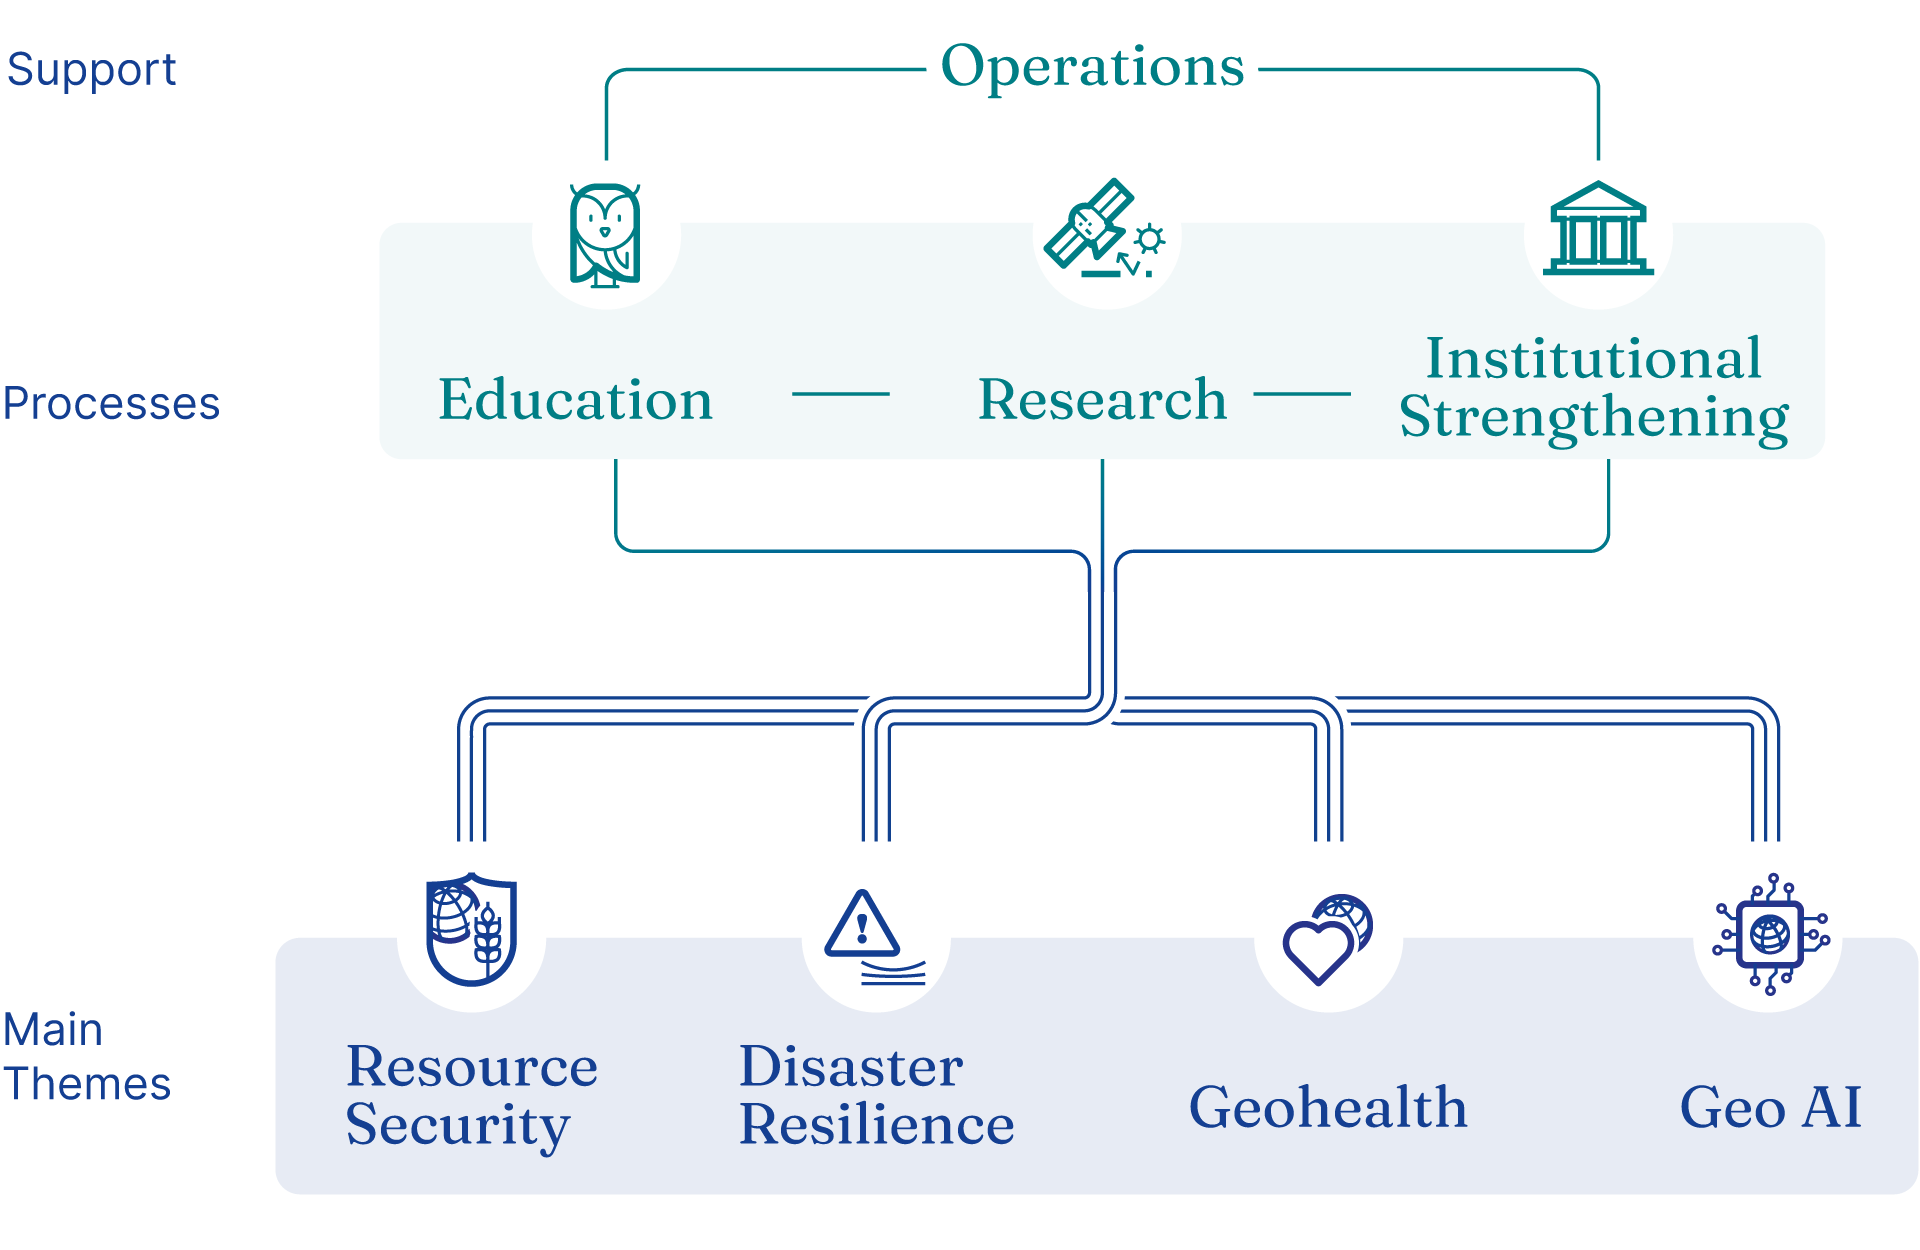 Support
Operations
Processes
Education
Research
Institutional
Strengthening
Main
Themes
Resource
Security
Disaster
Resilience
Geohealth
Geo AI